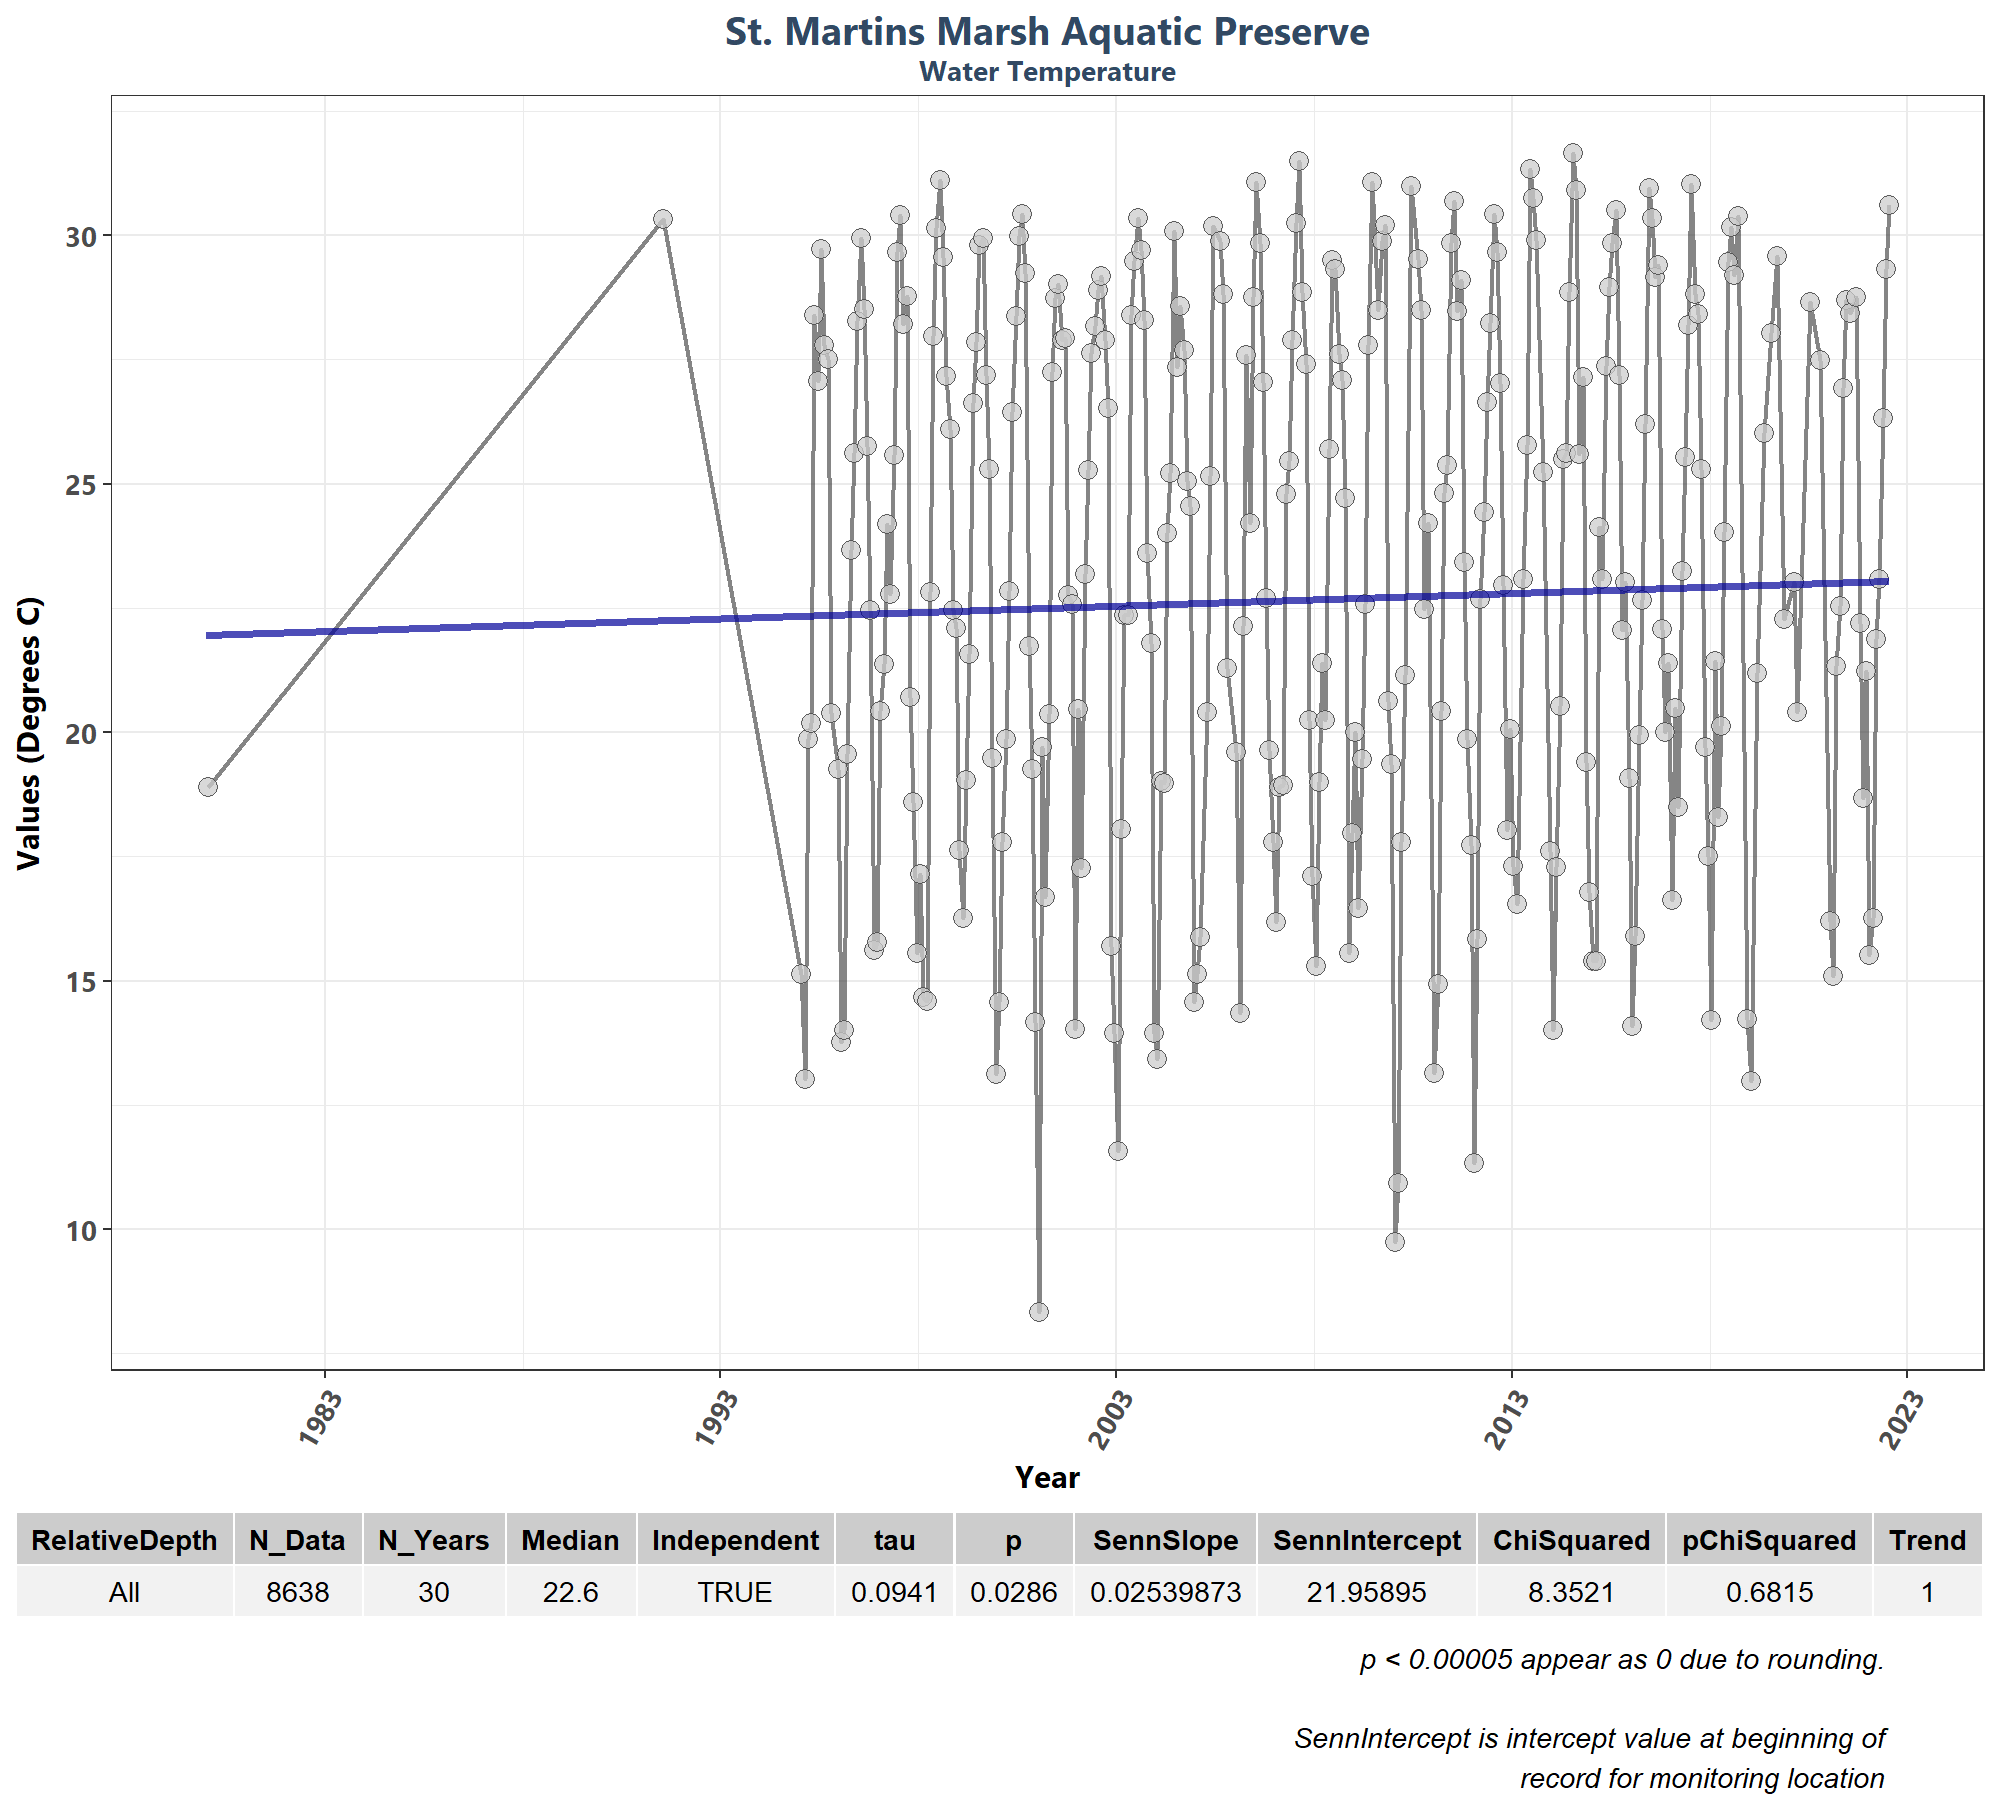 St. Martins Marsh Aquatic Preserve
Water Temperature
Values (Degrees C)
30
25
20
15
10
1983
1993
2003
2013
2023
Year
RelativeDepth N_Data N_Years Median Independent tau p SennSlope SennIntercept ChiSquared pChiSquared Trend
All 8638 30 22.6 TRUE 0.0941 0.0286 0.02539873 21.95895 8.3521 0.6815 1
p < 0.00005 appear as 0 due to rounding.
SennIntercept is intercept value at beginning of
record for monitoring location